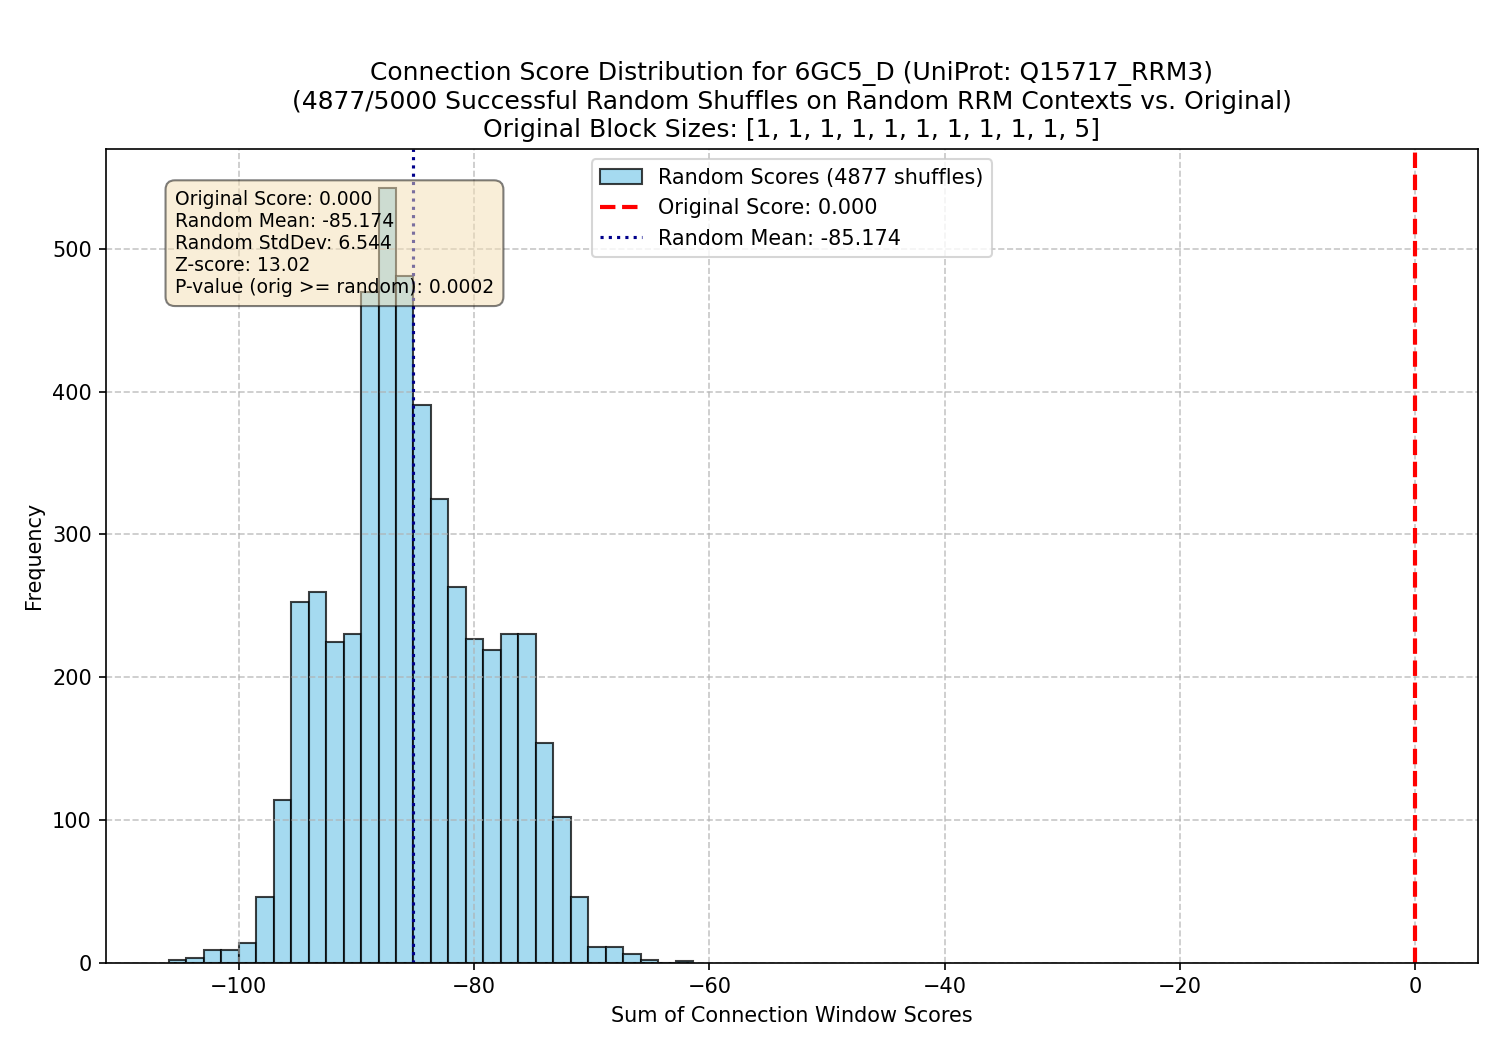 Connection Score Distribution for 6GC5_D (UniProt: Q15717_RRM3)
(4877/5000 Successful Random Shuffles on Random RRM Contexts vs. Original)
Original Block Sizes: [1, 1, 1, 1, 1, 1, 1, 1, 1, 1, 5]
Original Score: 0.000
Random Mean: -85.174
Random StdDev: 6.544
Z-score: 13.02
P-value (orig >= random): 0.0002
Random Scores (4877 shuffles)
Original Score: 0.000
Random Mean: -85.174
Frequency
500
400
300
200
100
0
−100
−80
−60
−40
−20
0
Sum of Connection Window Scores